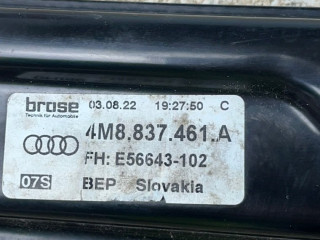 brose 03.08.22 19:27:50 C
Technik für Automobile
4M8.837.461.A
FH: E56643-102
07S BEP Slovakia